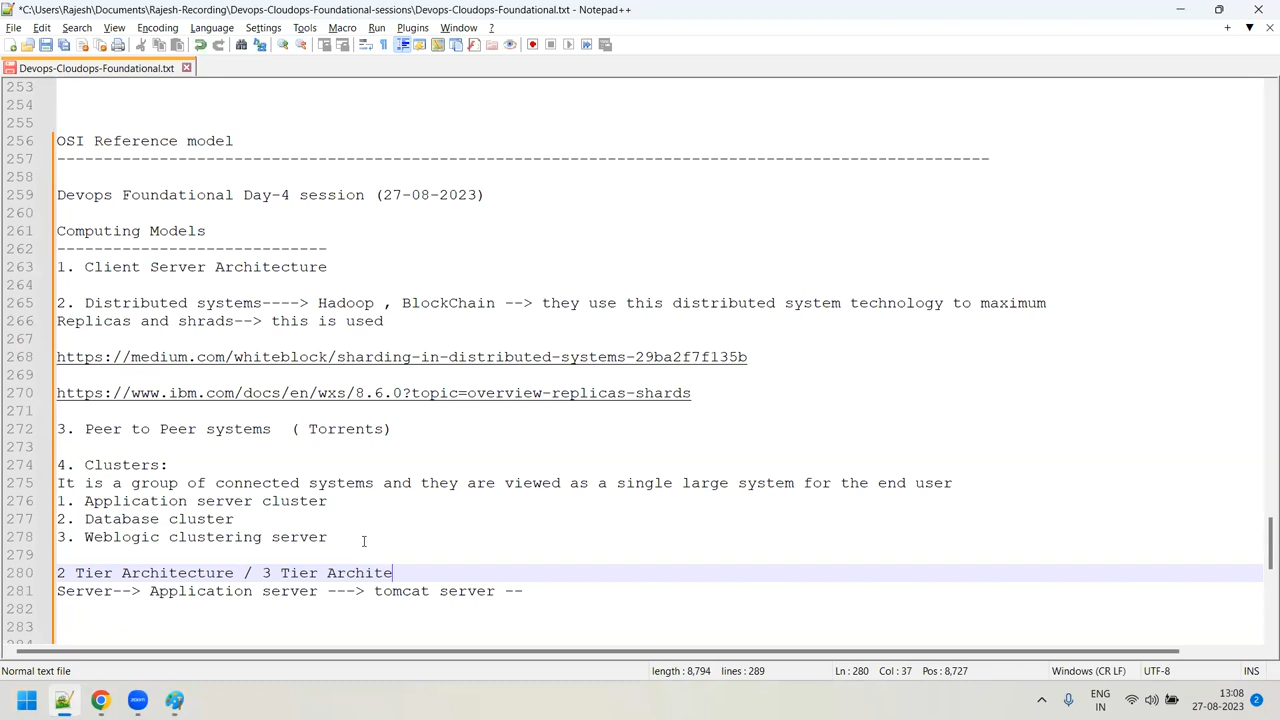 *C:\Users\Rajesh\Documents\Rajesh-Recording\Devops-Cloudops-Foundational-sessions\Devops-Cloudops-Foundational.txt - Notepad++
File Edit Search View Encoding Language Settings Tools Macro Run Plugins Window ?
Devops-Cloudops-Foundational.txt
253
254
255
256 OSI Reference model
257 ----------------------------------------------------------------------------------------------------
258
259 Devops Foundational Day-4 session (27-08-2023)
260
261 Computing Models
262 -----------------------------
263 1. Client Server Architecture
264
265 2. Distributed systems----> Hadoop , BlockChain --> they use this distributed system technology to maximum
266 Replicas and shrads--> this is used
267
268 https://medium.com/whiteblock/sharding-in-distributed-systems-29ba2f7f135b
269
270 https://www.ibm.com/docs/en/wxs/8.6.0?topic=overview-replicas-shards
271
272 3. Peer to Peer systems  ( Torrents)
273
274 4. Clusters:
275 It is a group of connected systems and they are viewed as a single large system for the end user
276 1. Application server cluster
277 2. Database cluster
278 3. Weblogic clustering server
279
280 2 Tier Architecture / 3 Tier Archite
281 Server--> Application server ---> tomcat server --
282
283
284
Normal text file length : 8,794 lines : 289 Ln : 280 Col : 37 Pos : 8,727 Windows (CR LF) UTF-8 INS
ENG
IN
13:08
27-08-2023
2